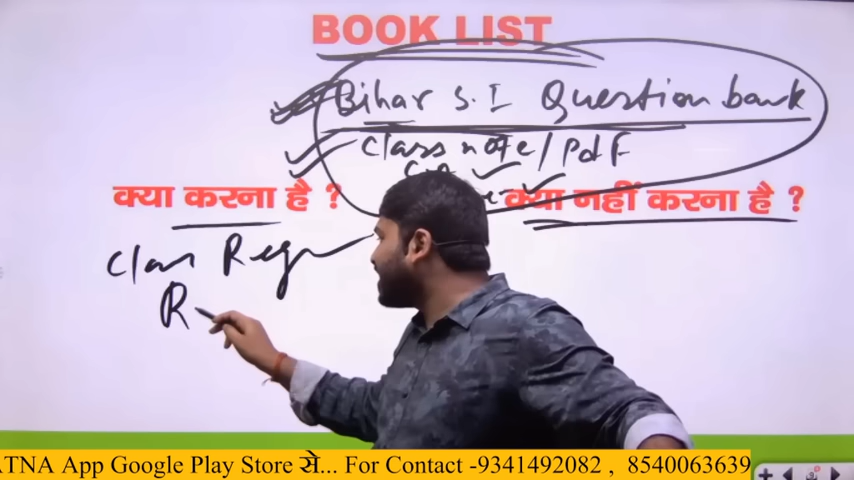 BOOK LIST
Bihar S.I Question bank
Class note/Pdf
क्या करना है ?
क्या नहीं करना है ?
Class Regu
R
ATNA App Google Play Store से... For Contact -9341492082 , 8540063639